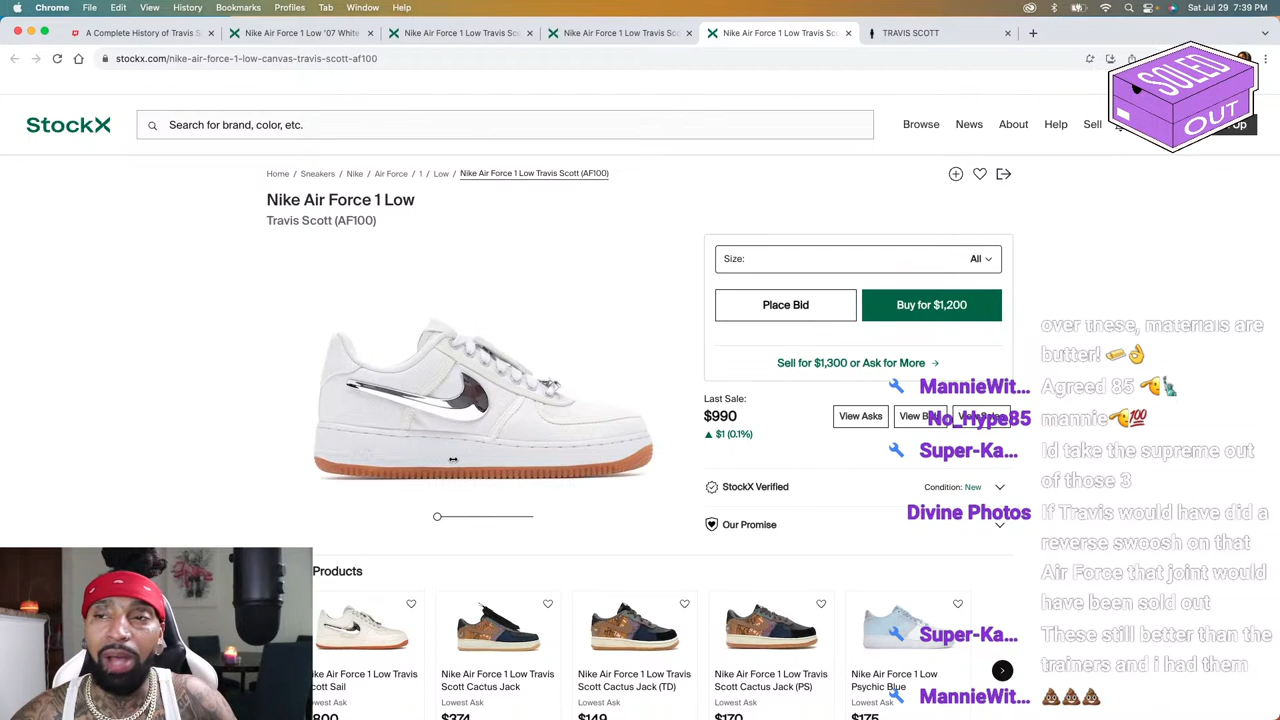 Chrome File Edit View History Bookmarks Profiles Tab Window Help Sat Jul 29 7:39 PM
A Complete History of Travis S
Nike Air Force 1 Low '07 White
Nike Air Force 1 Low Travis Sc
Nike Air Force 1 Low Travis Sc
Nike Air Force 1 Low Travis Sc
TRAVIS SCOTT
stockx.com/nike-air-force-1-low-canvas-travis-scott-af100
SOLED
OUT
StockX
Search for brand, color, etc.
Browse News About Help Sell Up
Home / Sneakers / Nike / Air Force / 1 / Low / Nike Air Force 1 Low Travis Scott (AF100)
Nike Air Force 1 Low
Travis Scott (AF100)
Size: All
Place Bid
Buy for $1,200
Sell for $1,300 or Ask for More →
Last Sale:
$990
▲ $1 (0.1%)
View Asks
View
StockX Verified
Condition: New
Our Promise
over these, materials are
butter!
MannieWit... Agreed 85
No_Hype85 mannie 100
Super-Ka... Id take the supreme out
of those 3
Divine Photos If Travis would have did a
reverse swoosh on that
Air Force that joint would
have been sold out
Super-Ka... These still better than the
trainers and i had them
MannieWit...
Products
ke Air Force 1 Low Travis
cott Sail
owest Ask
$800
Nike Air Force 1 Low Travis
Scott Cactus Jack
Lowest Ask
$374
Nike Air Force 1 Low Travis
Scott Cactus Jack (TD)
Lowest Ask
$149
Nike Air Force 1 Low Travis
Scott Cactus Jack (PS)
Lowest Ask
$170
Nike Air Force 1 Low
Psychic Blue
Lowest Ask
$175